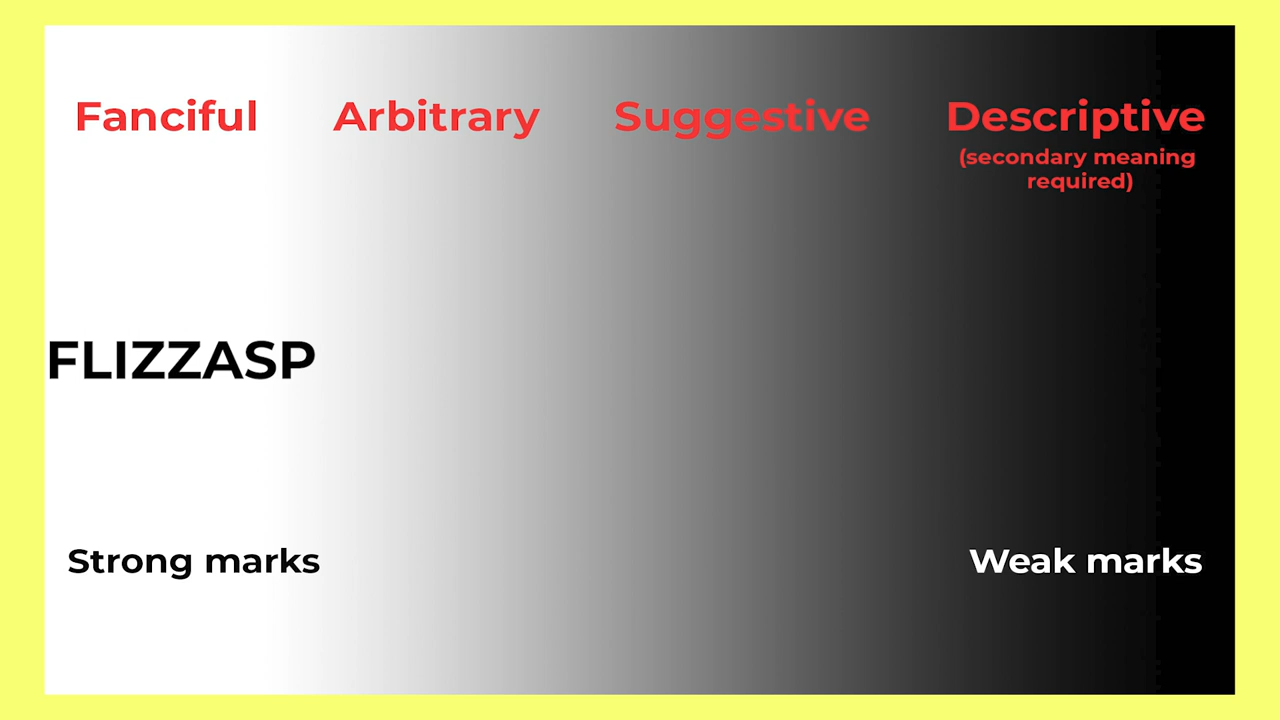 Fanciful Arbitrary Suggestive Descriptive
(secondary meaning
required)
FLIZZASP
Strong marks Weak marks